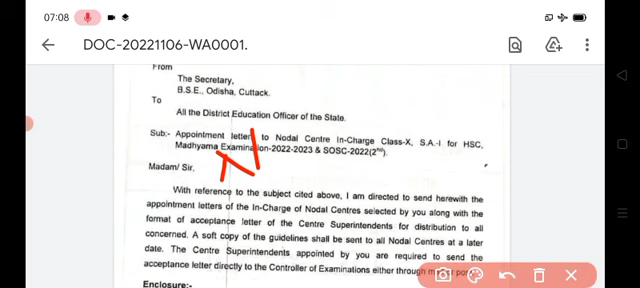 07:08
DOC-20221106-WA0001.
From
The Secretary,
B.S.E., Odisha, Cuttack.
To
All the District Education Officer of the State.
Sub:- Appointment letter to Nodal Centre In-Charge Class-X, S.A.-I for HSC,
Madhyama Examination-2022-2023 & SOSC-2022(2nd).
Madam/ Sir,
With reference to the subject cited above, I am directed to send herewith the
appointment letters of the In-Charge of Nodal Centres selected by you along with the
format of acceptance letter of the Centre Superintendents for distribution to all
concerned. A soft copy of the guidelines shall be sent to all Nodal Centres at a later
date. The Centre Superintendents appointed by you are required to send the
acceptance letter directly to the Controller of Examinations either through
Enclosure:-